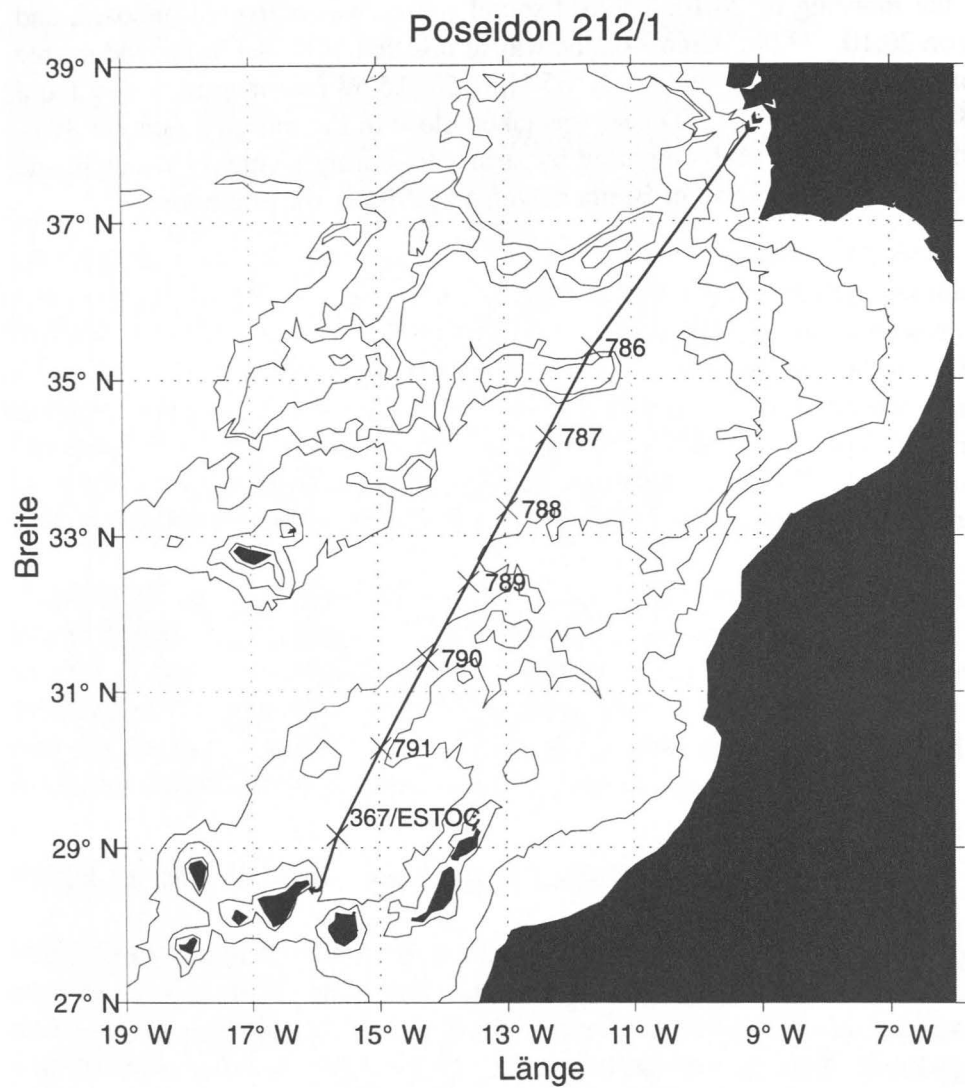 Poseidon 212/1
39° N
37° N
35° N
33° N
31° N
29° N
27° N
Breite
786
787
788
789
790
791
367/ESTOC
19° W
17° W
15° W
13° W
11° W
9° W
7° W
Länge